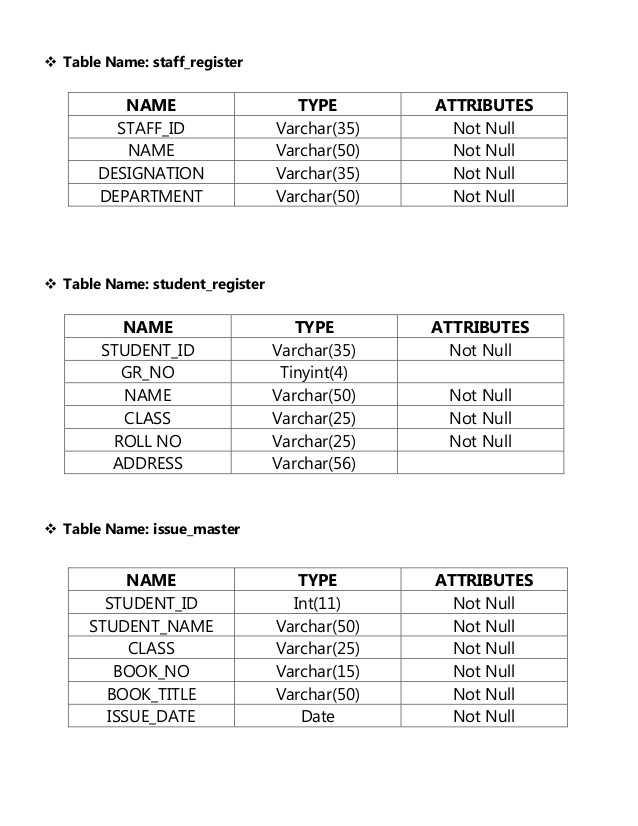 ❖ Table Name: staff_register
NAME TYPE ATTRIBUTES
STAFF_ID Varchar(35) Not Null
NAME Varchar(50) Not Null
DESIGNATION Varchar(35) Not Null
DEPARTMENT Varchar(50) Not Null
❖ Table Name: student_register
NAME TYPE ATTRIBUTES
STUDENT_ID Varchar(35) Not Null
GR_NO Tinyint(4)
NAME Varchar(50) Not Null
CLASS Varchar(25) Not Null
ROLL NO Varchar(25) Not Null
ADDRESS Varchar(56)
❖ Table Name: issue_master
NAME TYPE ATTRIBUTES
STUDENT_ID Int(11) Not Null
STUDENT_NAME Varchar(50) Not Null
CLASS Varchar(25) Not Null
BOOK_NO Varchar(15) Not Null
BOOK_TITLE Varchar(50) Not Null
ISSUE_DATE Date Not Null